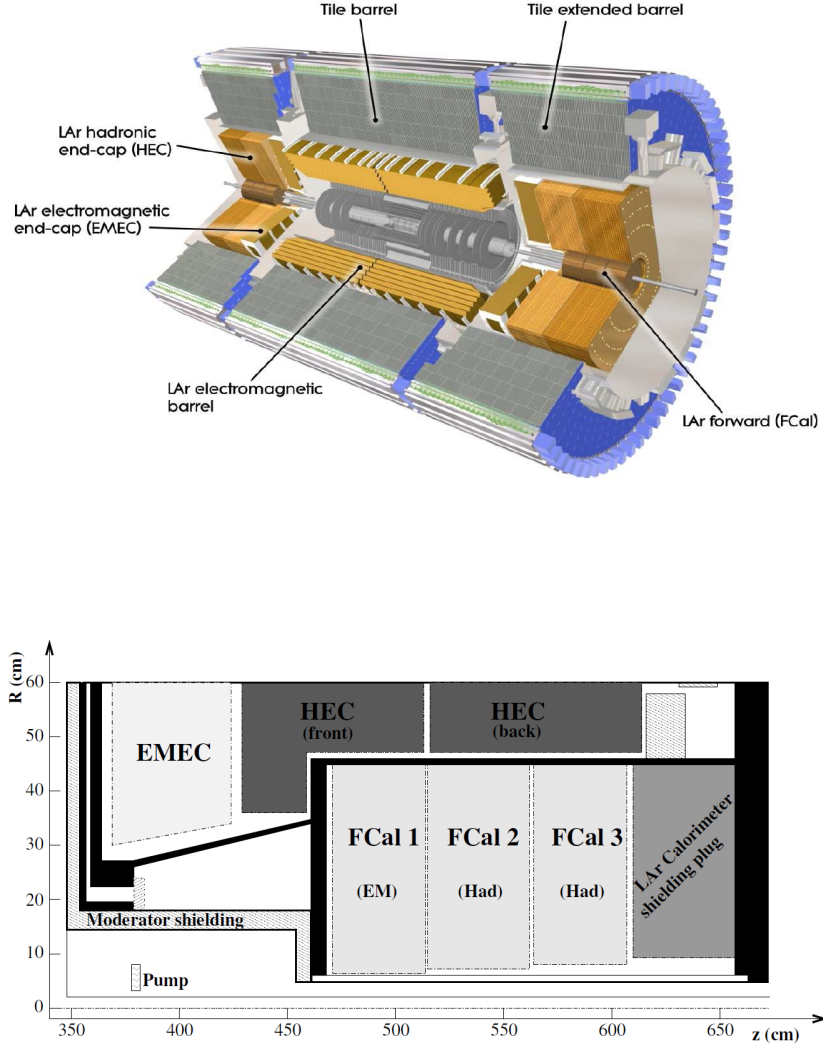 Tile barrel
Tile extended barrel
LAr hadronic
end-cap (HEC)
LAr electromagnetic
end-cap (EMEC)
LAr electromagnetic
barrel
LAr forward (FCal)
R (cm)
60
50
40
30
20
10
0
EMEC
HEC
(front)
HEC
(back)
FCal 1
(EM)
FCal 2
(Had)
FCal 3
(Had)
LAr Calorimeter
shielding plug
Moderator shielding
Pump
350
400
450
500
550
600
650
z (cm)